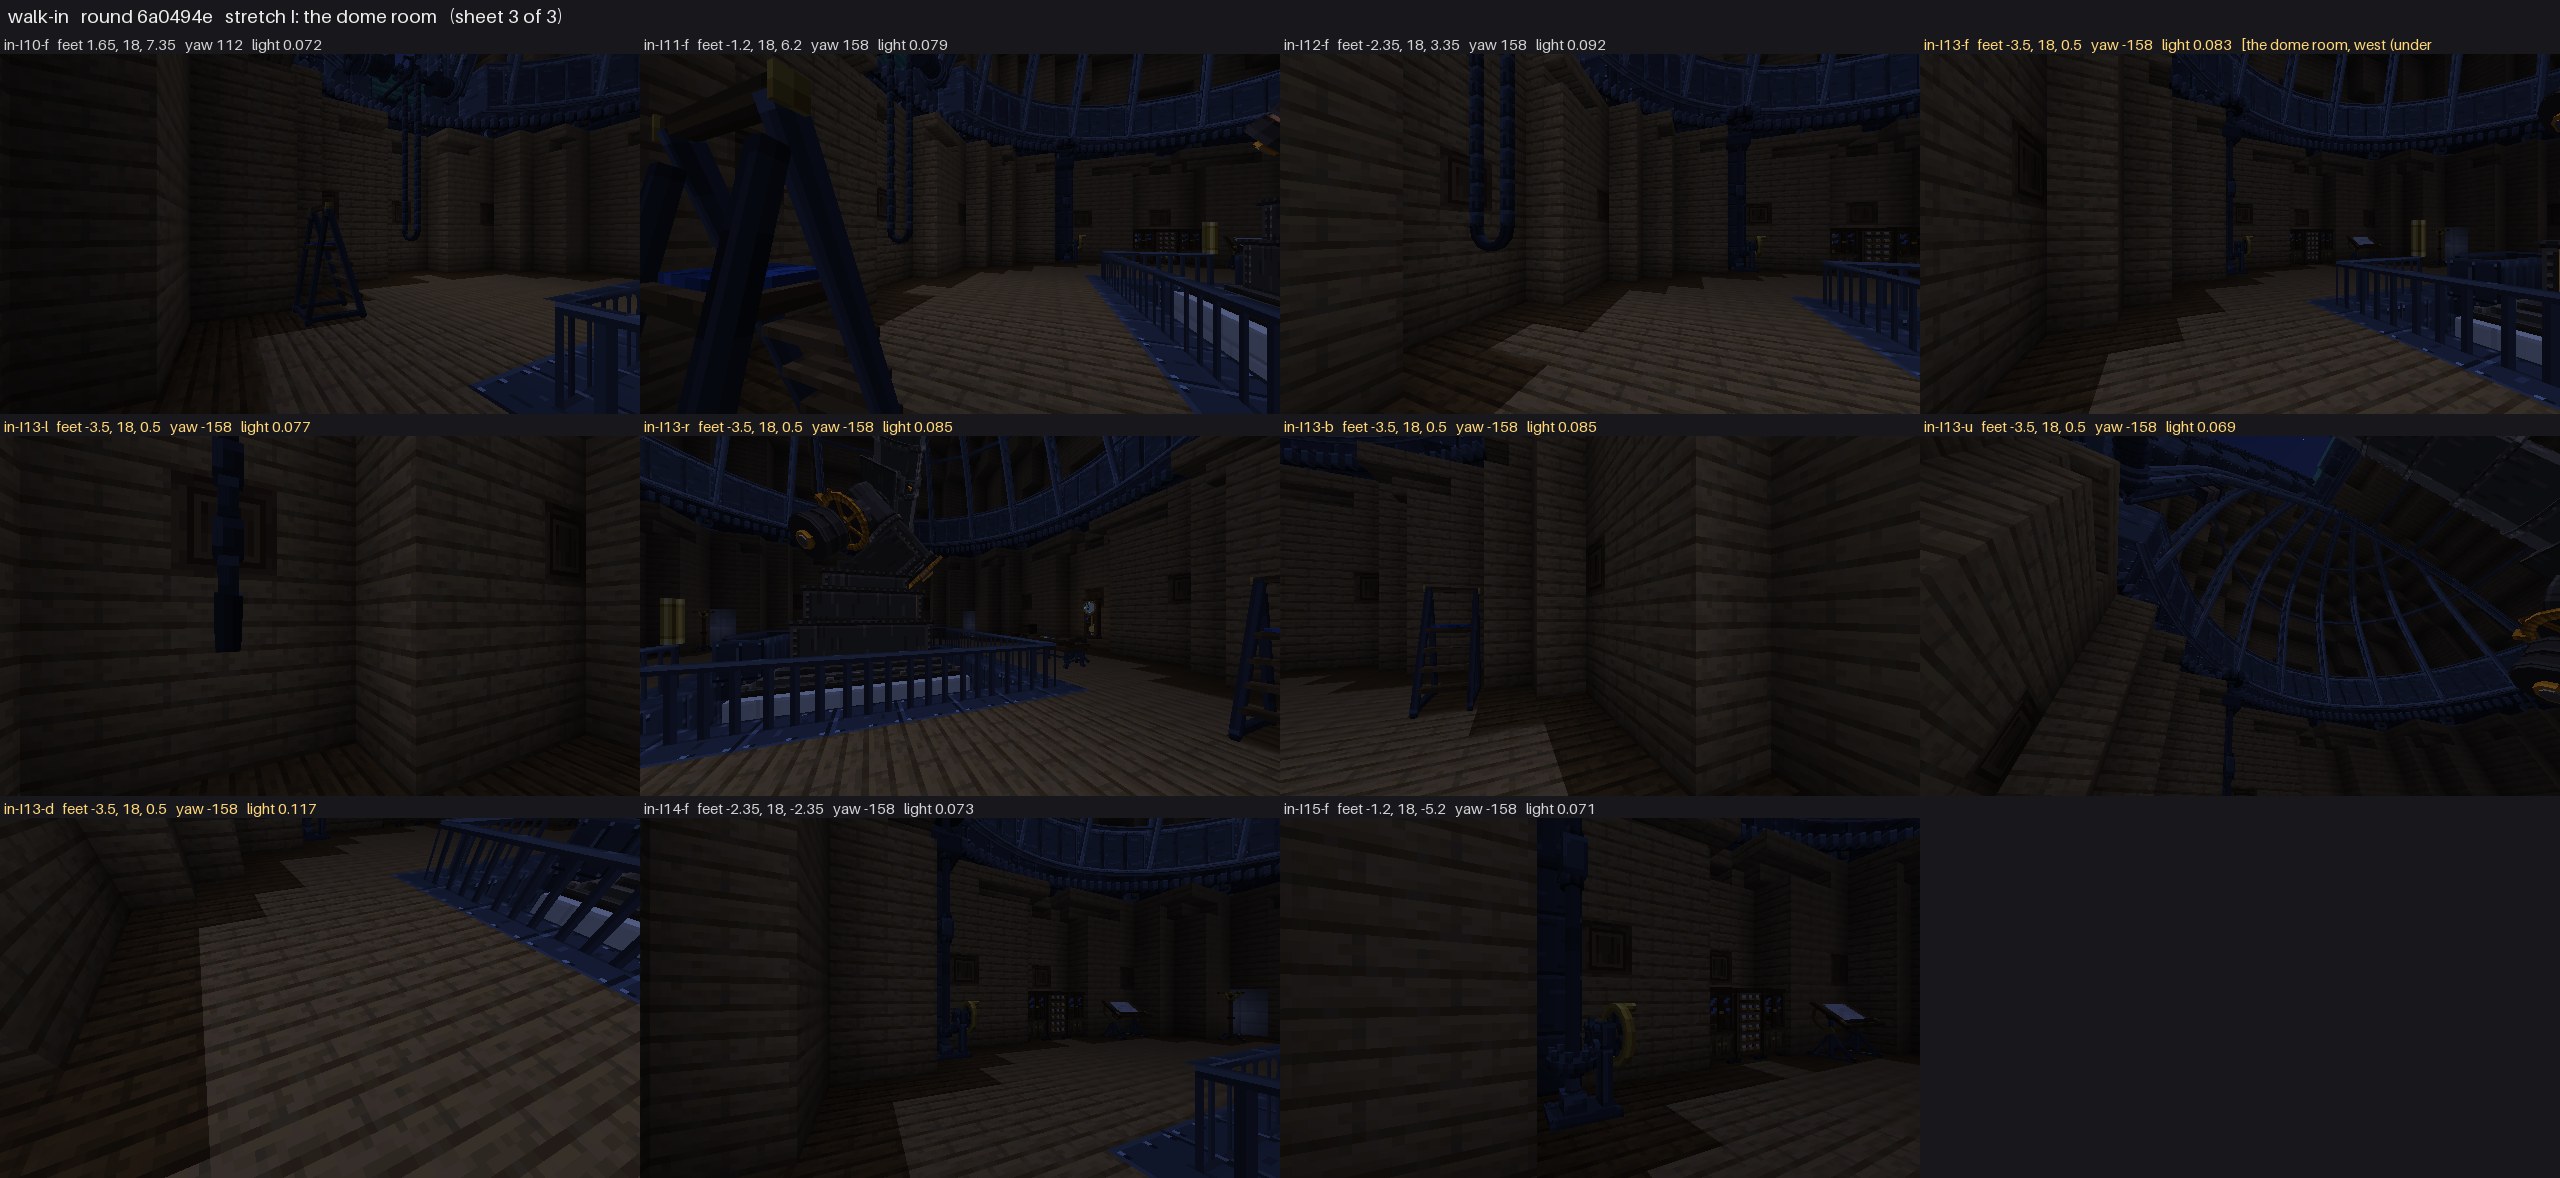 walk-in round 6a0494e stretch I: the dome room (sheet 3 of 3)
in-I10-f feet 1.65, 18, 7.35 yaw 112 light 0.072
in-I11-f feet -1.2, 18, 6.2 yaw 158 light 0.079
in-I12-f feet -2.35, 18, 3.35 yaw 158 light 0.092
in-I13-f feet -3.5, 18, 0.5 yaw -158 light 0.083 [the dome room, west (under
in-I13-l feet -3.5, 18, 0.5 yaw -158 light 0.077
in-I13-r feet -3.5, 18, 0.5 yaw -158 light 0.085
in-I13-b feet -3.5, 18, 0.5 yaw -158 light 0.085
in-I13-u feet -3.5, 18, 0.5 yaw -158 light 0.069
in-I13-d feet -3.5, 18, 0.5 yaw -158 light 0.117
in-I14-f feet -2.35, 18, -2.35 yaw -158 light 0.073
in-I15-f feet -1.2, 18, -5.2 yaw -158 light 0.071